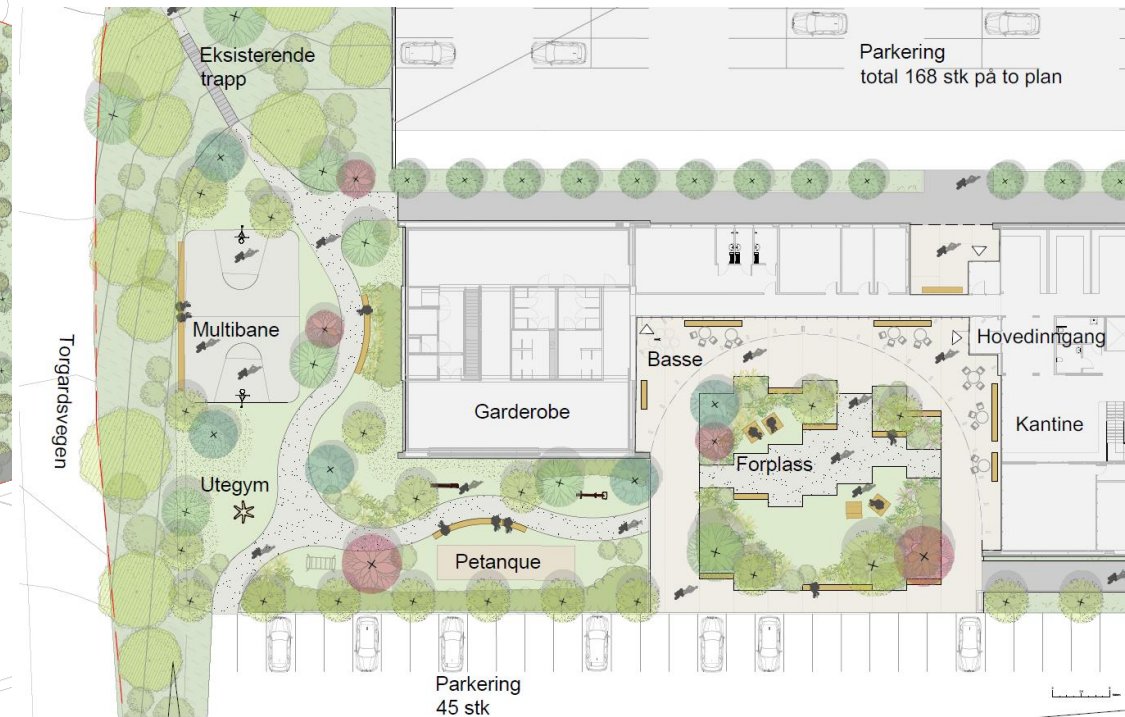 Eksisterende
trapp
Parkering
total 168 stk på to plan
Multibane
Torgardsvegen
Basse
Hovedinngang
Garderobe
Kantine
Forplass
Utegym
Petanque
Parkering
45 stk